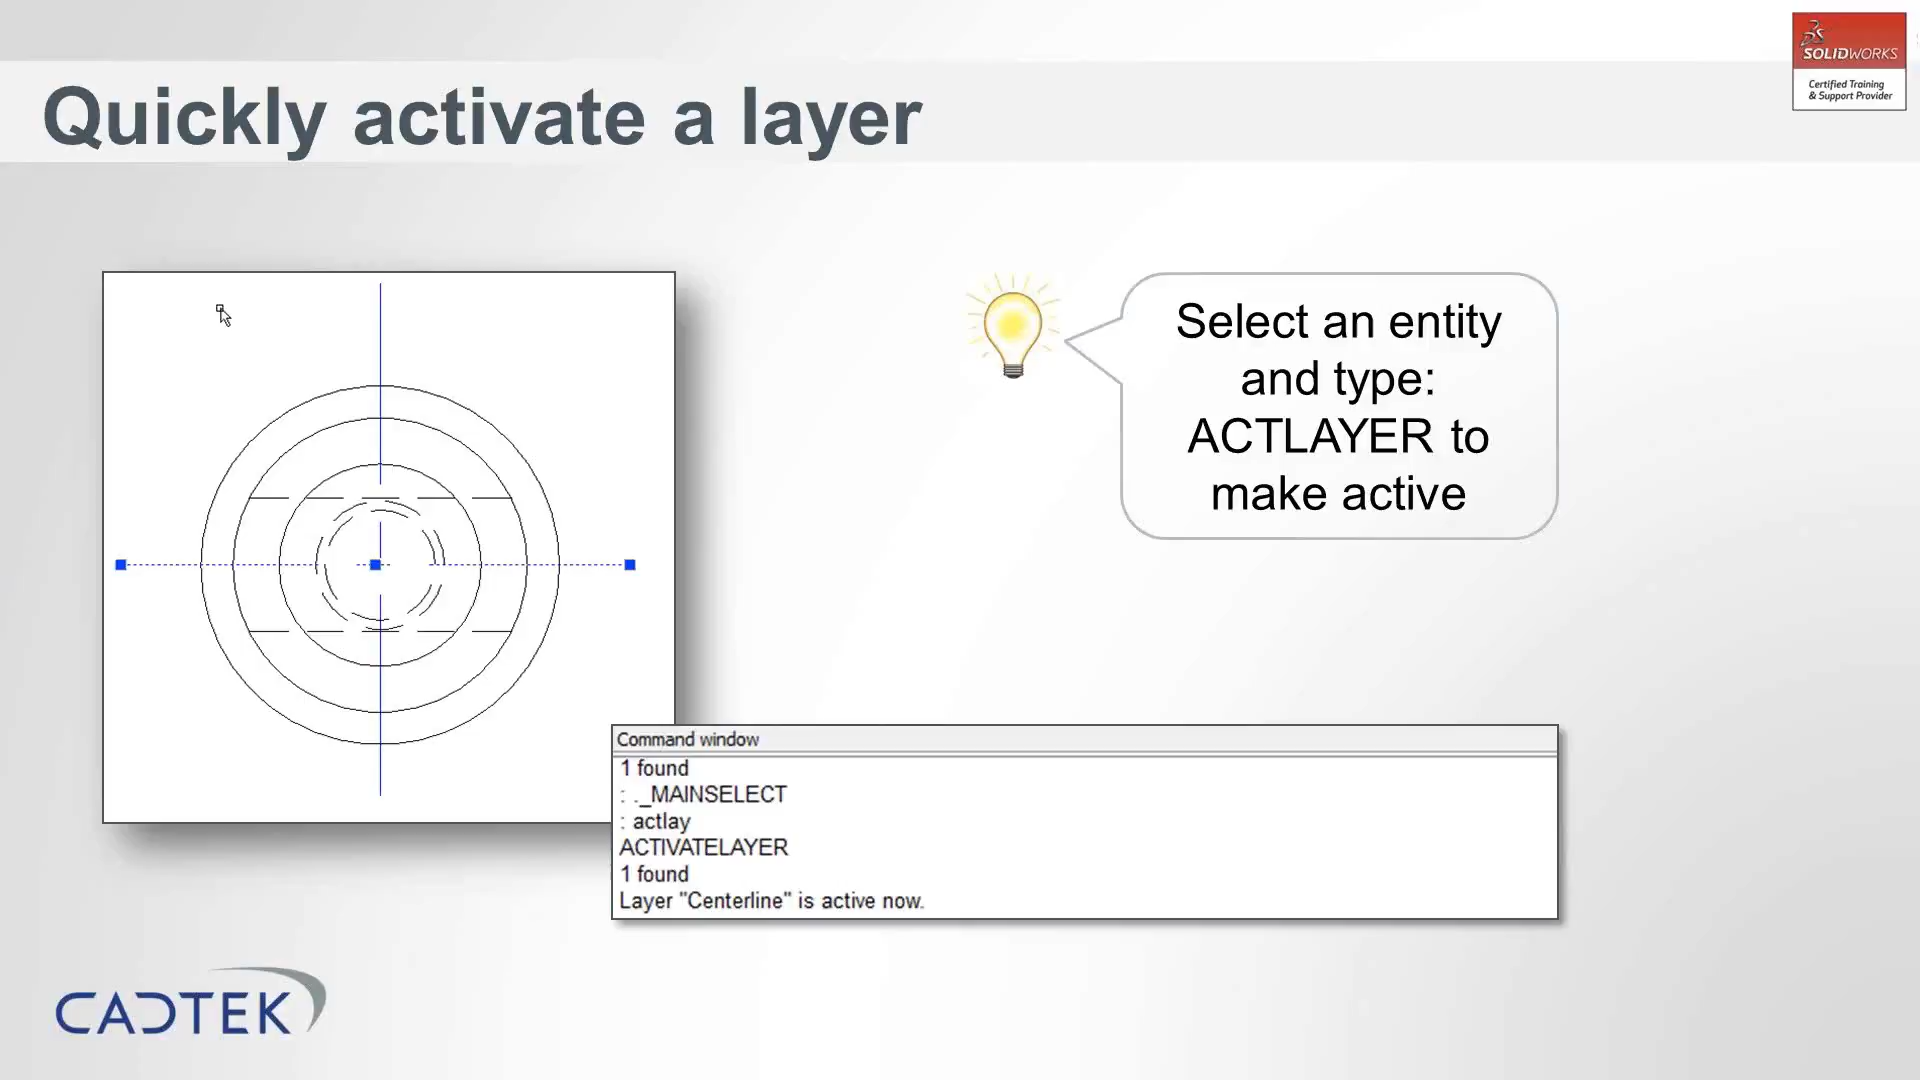 Quickly activate a layer
SOLIDWORKS
Certified Training
& Support Provider
Select an entity
and type:
ACTLAYER to
make active
Command window
1 found
: ._MAINSELECT
: actlay
ACTIVATELAYER
1 found
Layer "Centerline" is active now.
CADTEK